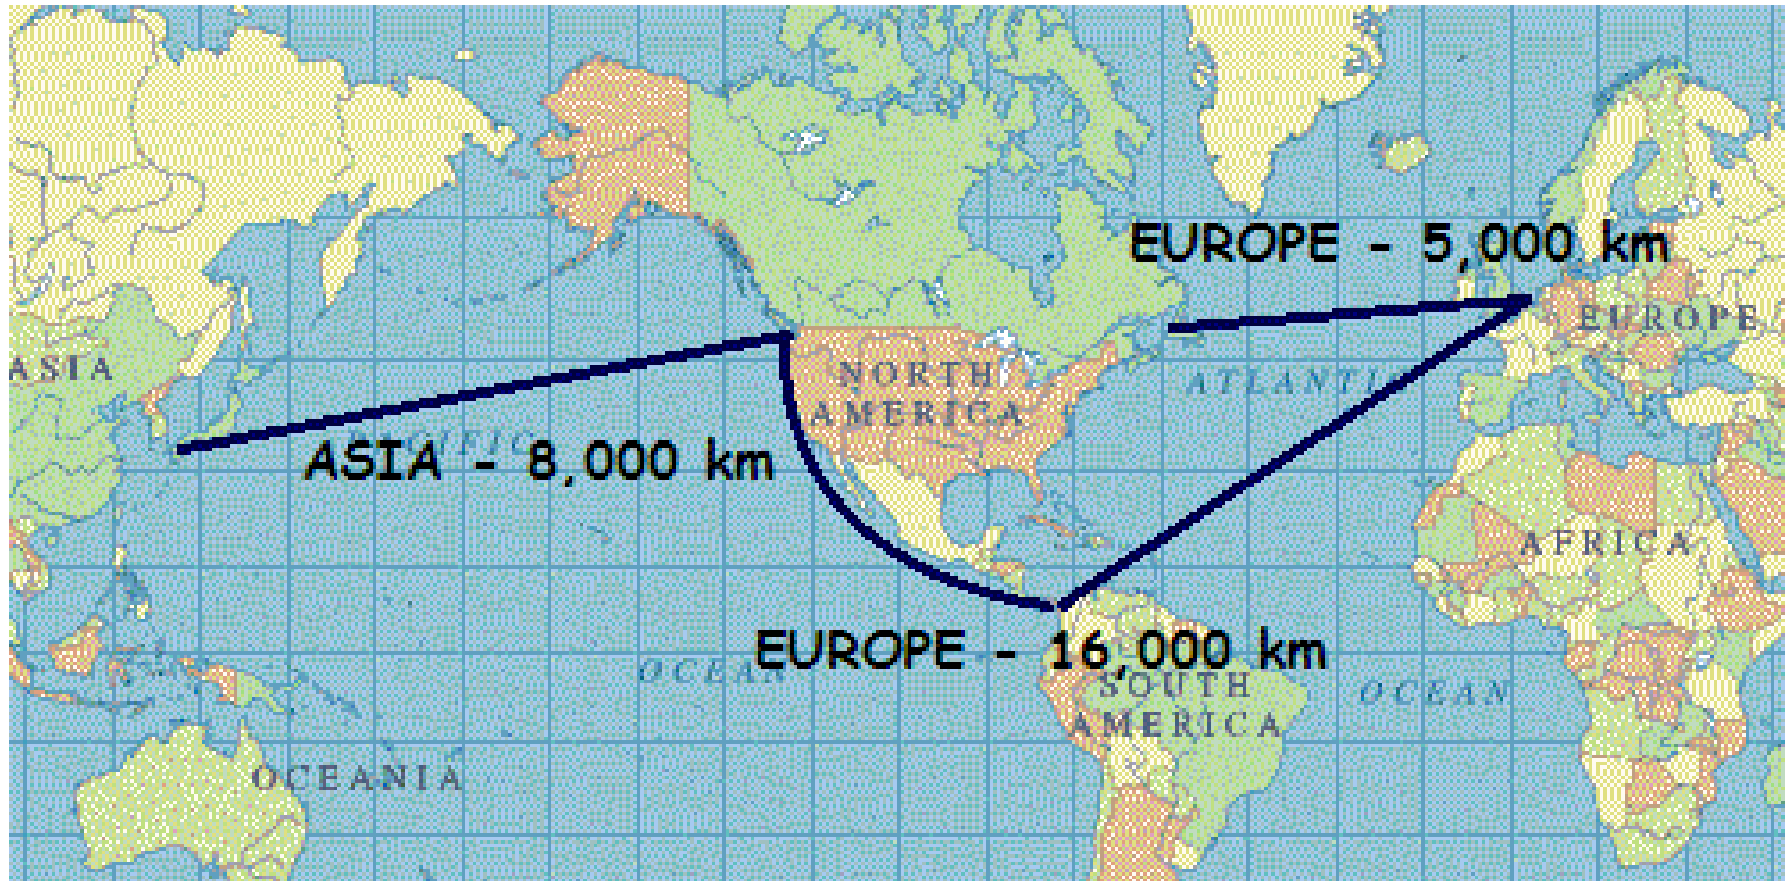 EUROPE - 5,000 km
EUROPE
ASIA
NORTH
AMERICA
ATLANTI
ASIA - 8,000 km
AFRICA
EUROPE - 16,000 km
OCEAN
OCEAN
SOUTH
AMERICA
OCEANIA